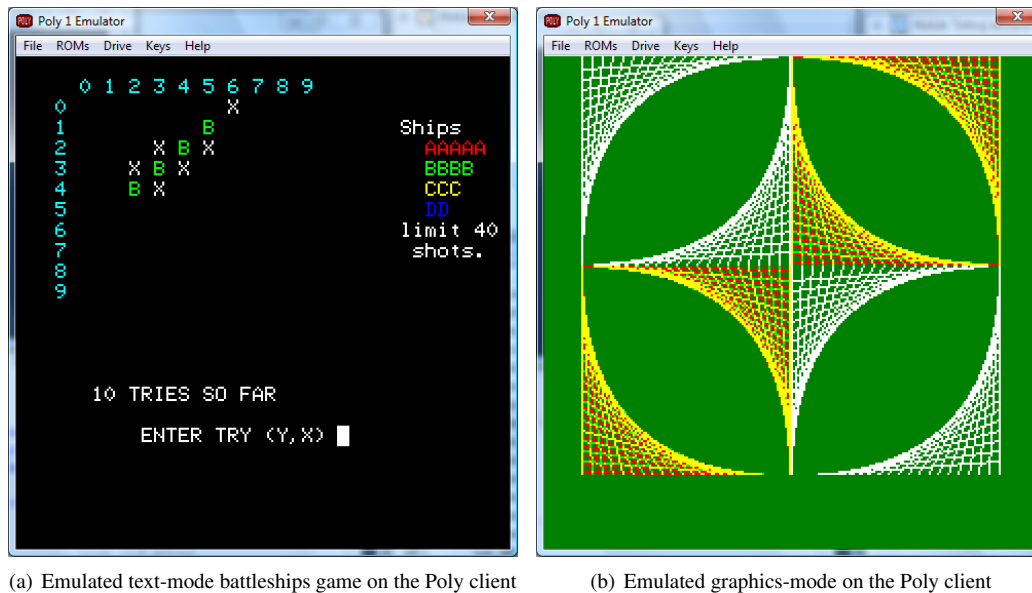 Poly 1 Emulator
File ROMs Drive Keys Help
0 1 2 3 4 5 6 7 8 9
0 X
1 B Ships
2 X B X AAAAA
3 X B X BBBB
4 B X CCC
5 DD
6 limit 40
7 shots.
8
9
10 TRIES SO FAR
ENTER TRY (Y,X)
(a) Emulated text-mode battleships game on the Poly client
POLY Poly 1 Emulator
File ROMs Drive Keys Help
(b) Emulated graphics-mode on the Poly client